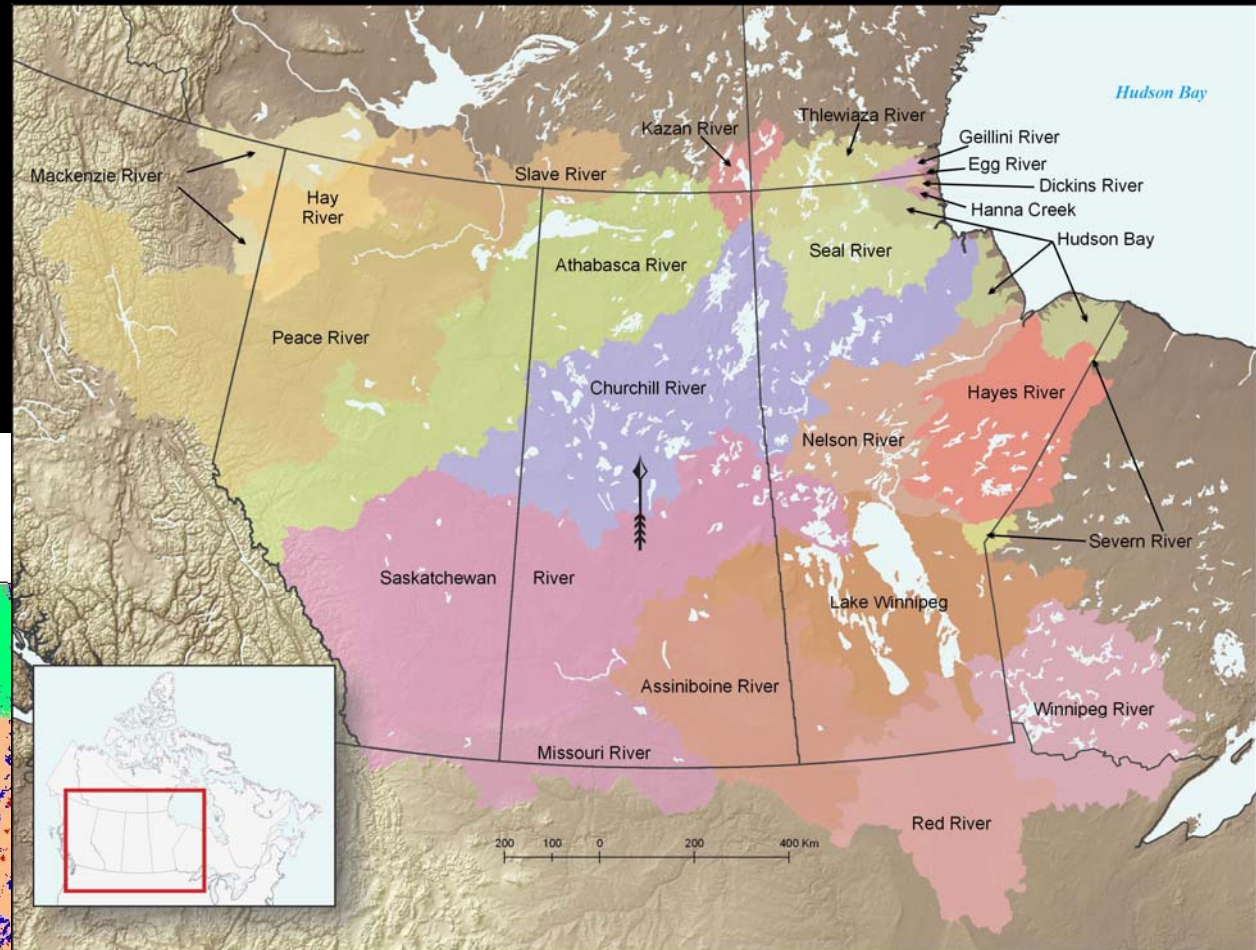 Hudson Bay
Thlewiaza River
Kazan River
Geillini River
Egg River
Mackenzie River
Slave River
Dickins River
Hay
River
Hanna Creek
Hudson Bay
Seal River
Athabasca River
Peace River
Churchill River
Hayes River
Nelson River
Severn River
Saskatchewan River
Lake Winnipeg
Assiniboine River
Winnipeg River
Missouri River
Red River
200 100 0 200 400 Km